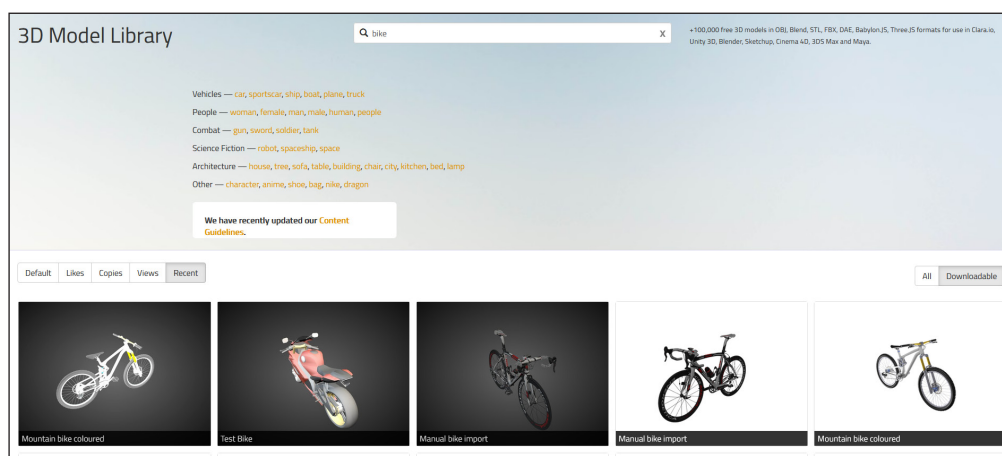 3D Model Library
bike
X
+100,000 free 3D models in OBJ, Blend, STL, FBX, DAE, Babylon.JS, Three.JS formats for use in Clara.io,
Unity 3D, Blender, Sketchup, Cinema 4D, 3DS Max and Maya.
Vehicles — car, sportscar, ship, boat, plane, truck
People — woman, female, man, male, human, people
Combat — gun, sword, soldier, tank
Science Fiction — robot, spaceship, space
Architecture — house, tree, sofa, table, building, chair, city, kitchen, bed, lamp
Other — character, anime, shoe, bag, nike, dragon
We have recently updated our Content
Guidelines.
Default Likes Copies Views Recent
All Downloadable
Mountain bike coloured
Test Bike
Manual bike import
Manual bike import
Mountain bike coloured